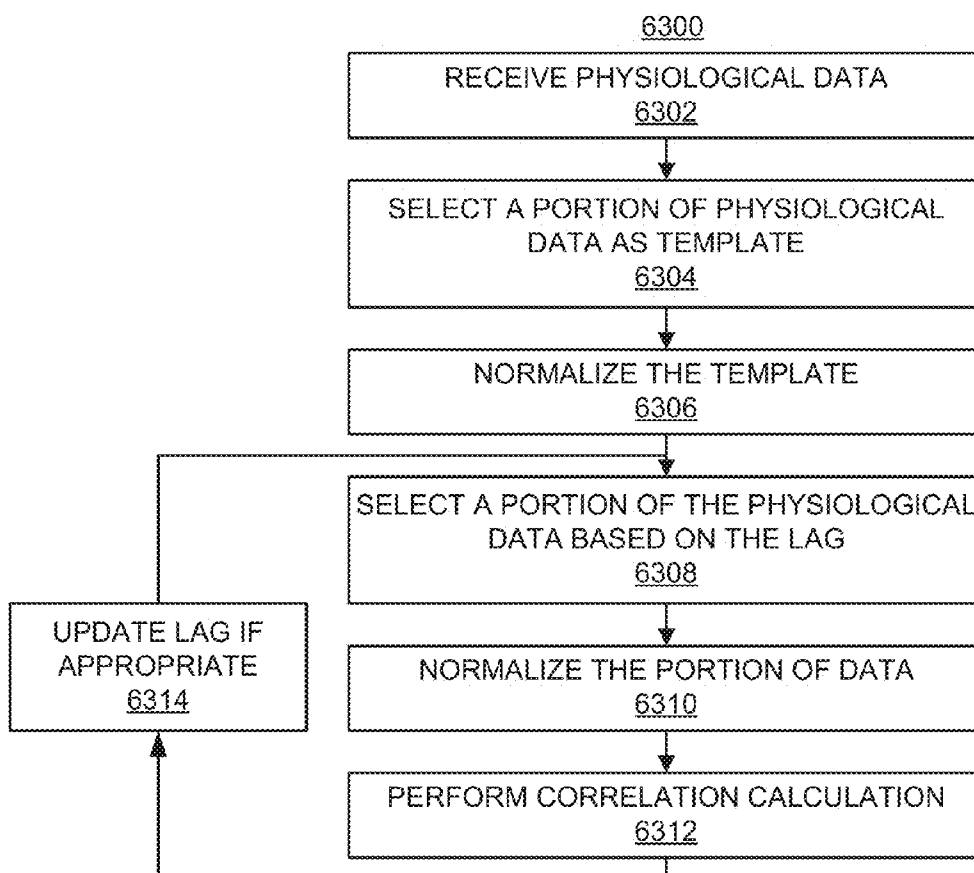 6300
RECEIVE PHYSIOLOGICAL DATA
6302
SELECT A PORTION OF PHYSIOLOGICAL
DATA AS TEMPLATE
6304
NORMALIZE THE TEMPLATE
6306
SELECT A PORTION OF THE PHYSIOLOGICAL
DATA BASED ON THE LAG
6308
UPDATE LAG IF
APPROPRIATE
6314
NORMALIZE THE PORTION OF DATA
6310
PERFORM CORRELATION CALCULATION
6312